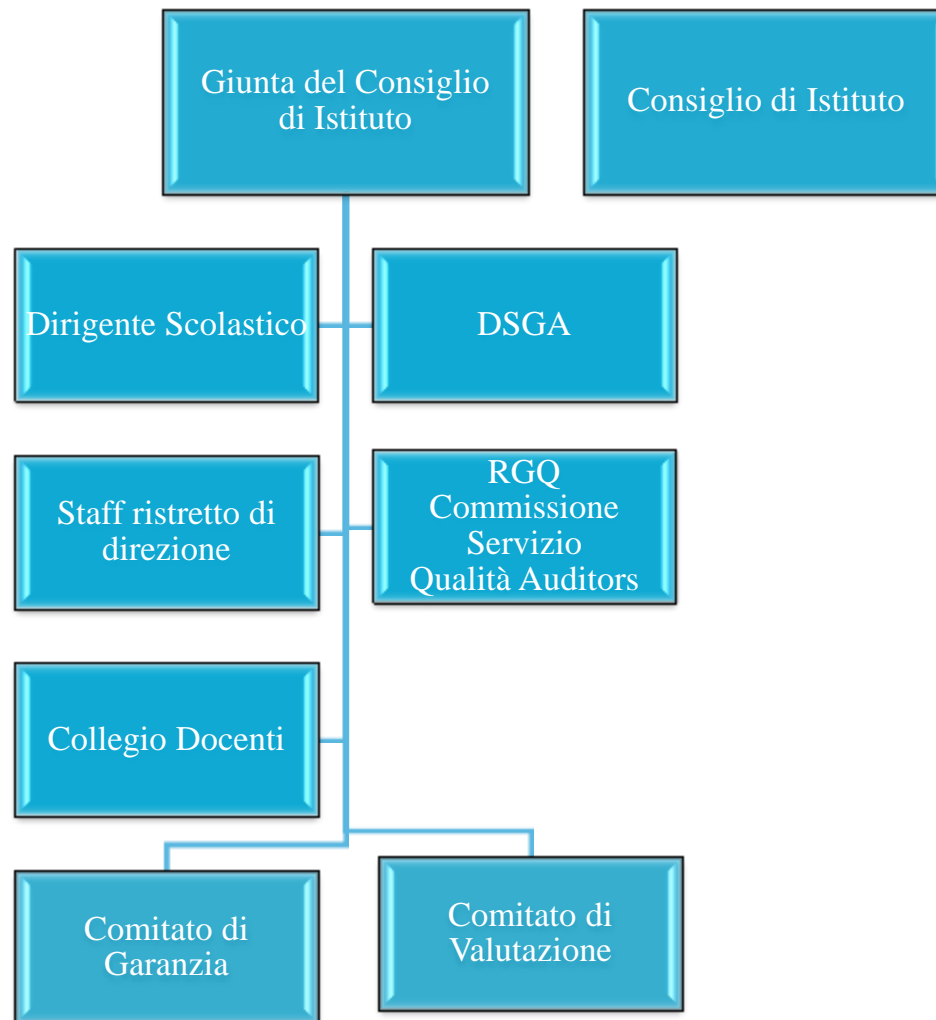 Giunta del Consiglio
di Istituto
Consiglio di Istituto
Dirigente Scolastico
DSGA
Staff ristretto di
direzione
RGQ
Commissione
Servizio
Qualità Auditors
Collegio Docenti
Comitato di
Garanzia
Comitato di
Valutazione